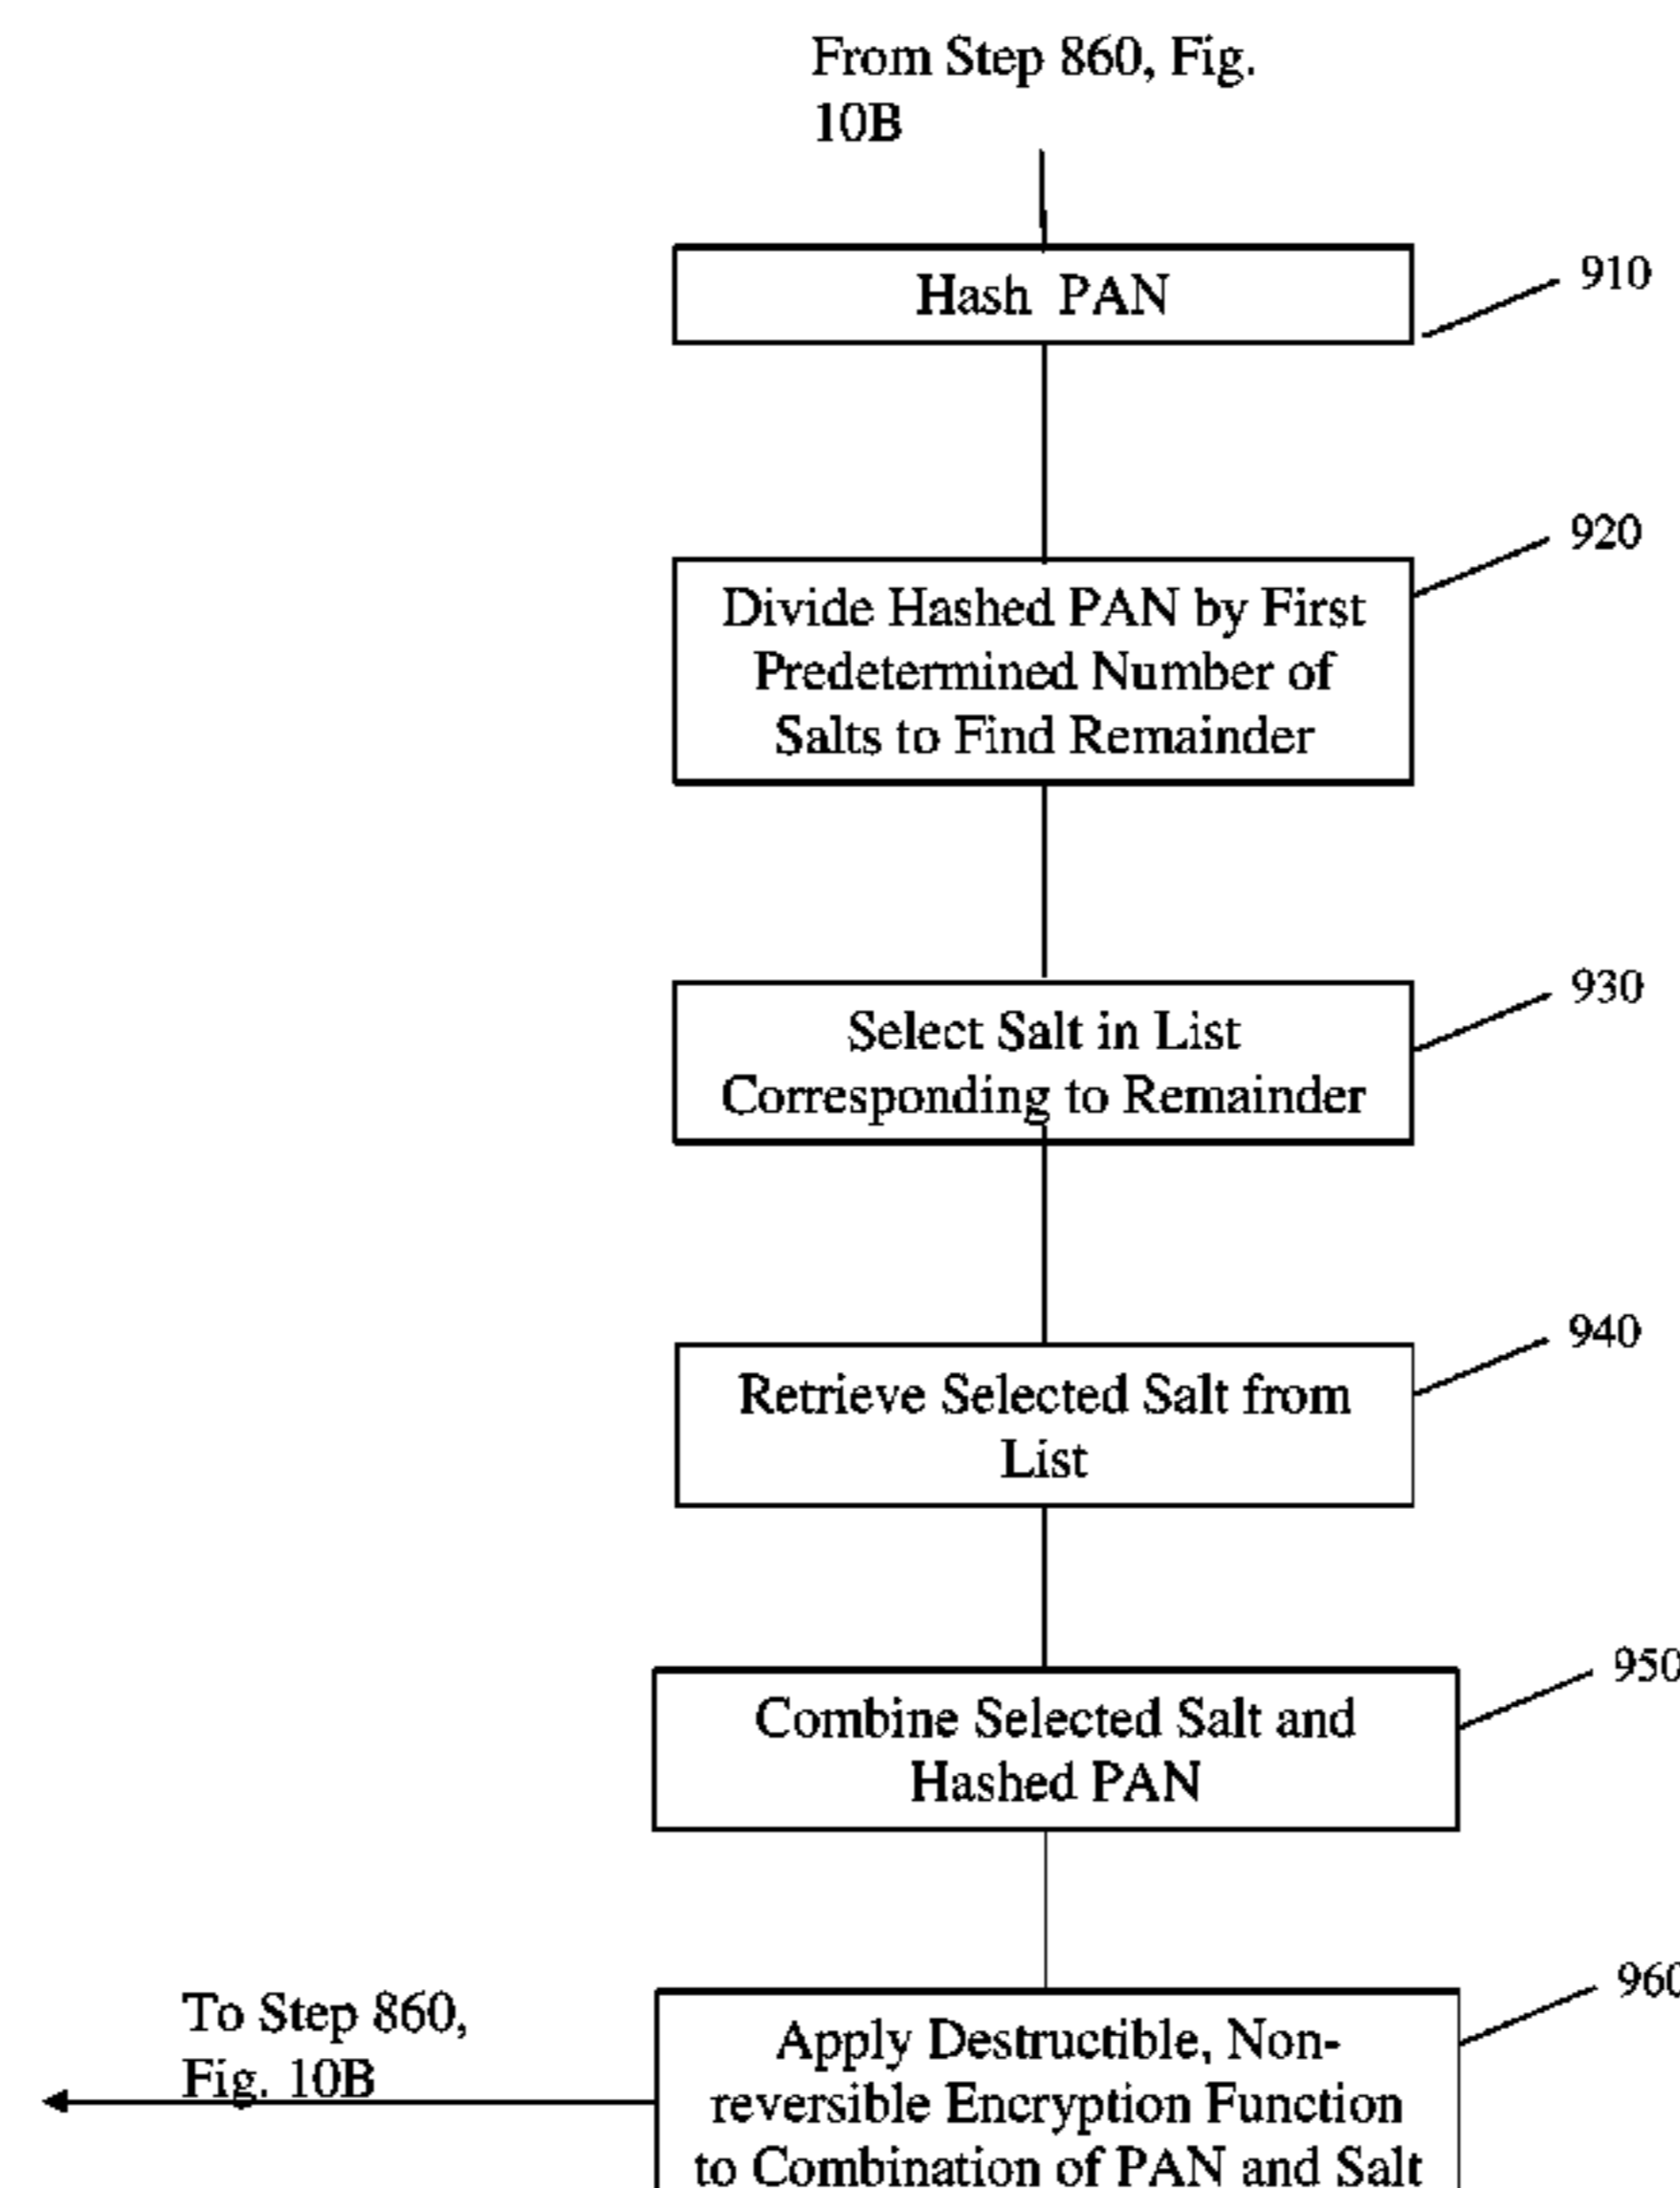 From Step 860, Fig.
10B
Hash PAN
910
920
Divide Hashed PAN by First
Predetermined Number of
Salts to Find Remainder
930
Select Salt in List
Corresponding to Remainder
940
Retrieve Selected Salt from
List
950
Combine Selected Salt and
Hashed PAN
960
To Step 860,
Fig. 10B
Apply Destructible, Non-
reversible Encryption Function
to Combination of PAN and Salt